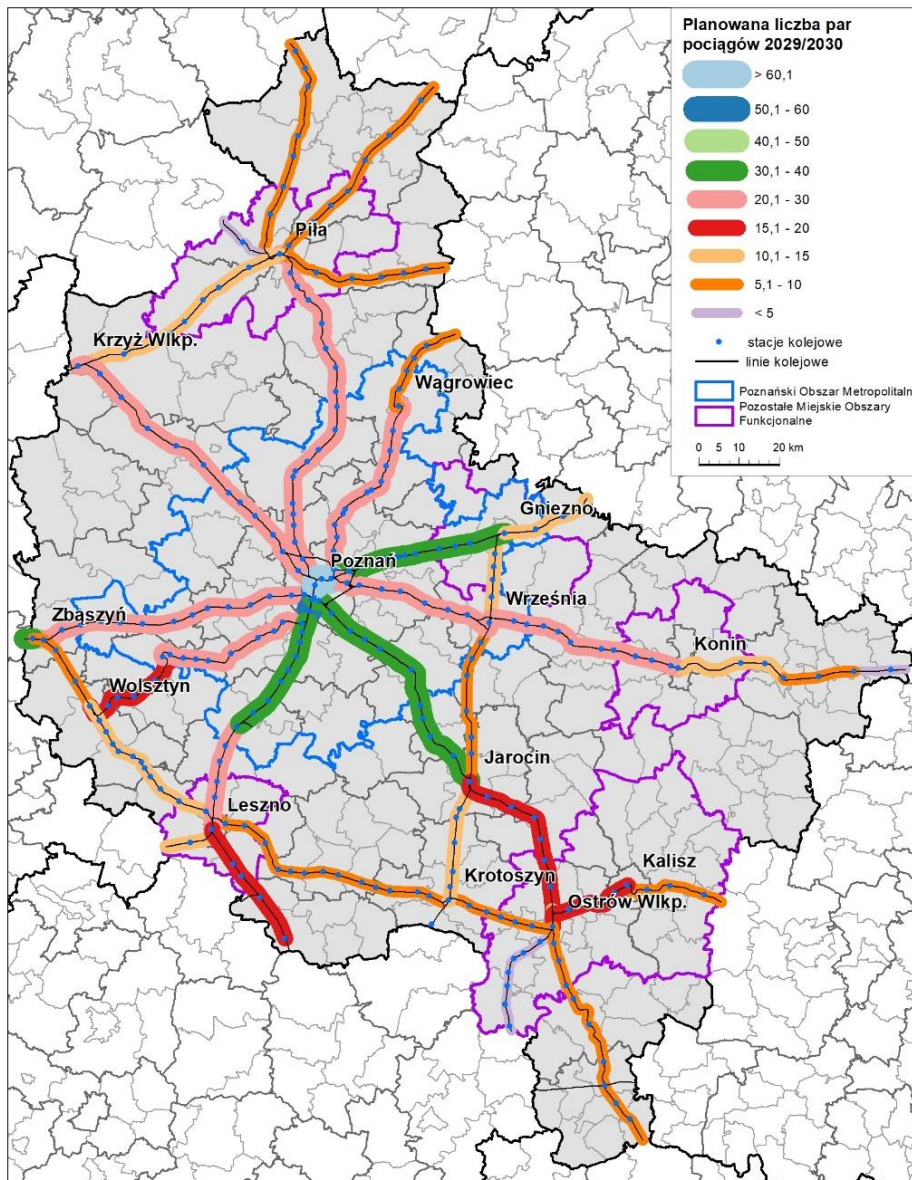 Planowana liczba par
pociągów 2029/2030
> 60,1
50,1 - 60
40,1 - 50
30,1 - 40
20,1 - 30
15,1 - 20
10,1 - 15
5,1 - 10
< 5
stacje kolejowe
linie kolejowe
Poznański Obszar Metropolitaln
Pozostałe Miejskie Obszary
Funkcjonalne
0 10 20 km
Piła
Krzyż Wlkp.
Wągrowiec
Gniezno
Poznań
Września
Zbąszyń
Konin
Wolsztyn
Jarocin
Leszno
Kalisz
Krotoszyn
Ostrów Wlkp.